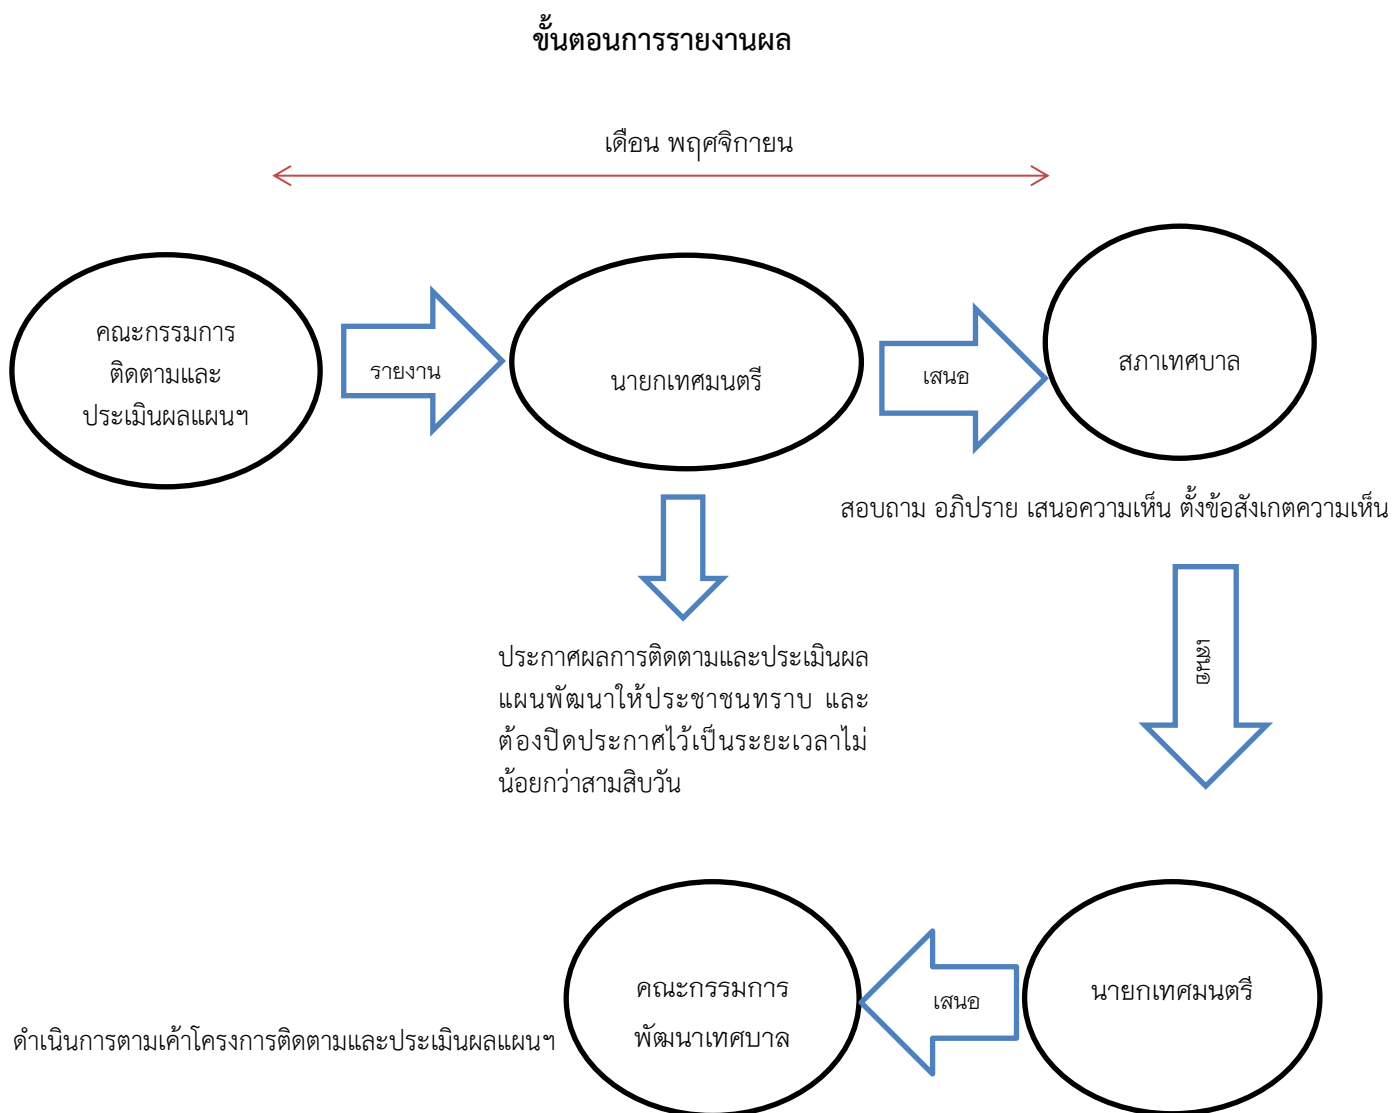 ขั้นตอนการรายงานผล
เดือน พฤศจิกายน
คณะกรรมการ
ติดตามและ
ประเมินผลแผนฯ
รายงาน
นายกเทศมนตรี
เสนอ
สภาเทศบาล
สอบถาม อภิปราย เสนอความเห็น ตั้งข้อสังเกตความเห็น
ประกาศผลการติดตามและประเมินผล
แผนพัฒนาให้ประชาชนทราบ และ
ต้องปิดประกาศไว้เป็นระยะเวลาไม่
น้อยกว่าสามสิบวัน
เสนอ
นายกเทศมนตรี
เสนอ
คณะกรรมการ
พัฒนาเทศบาล
ดำเนินการตามเค้าโครงการติดตามและประเมินผลแผนฯ